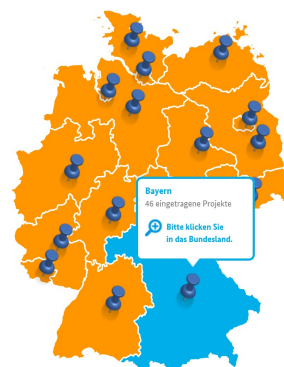 Bayern
46 eingetragene Projekte
Bitte klicken Sie
in das Bundesland.